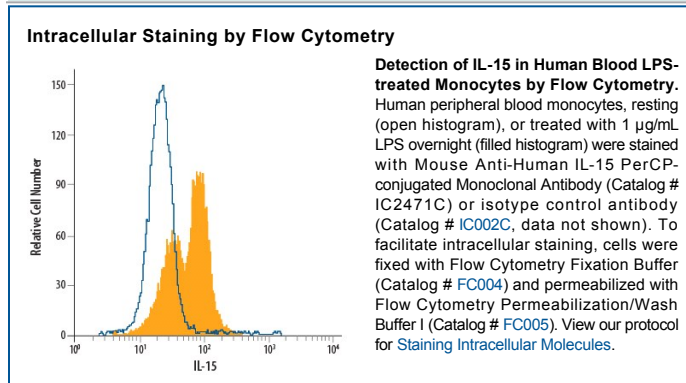 Intracellular Staining by Flow Cytometry
150
120
90
60
30
0
Relative Cell Number
10⁰ 10¹ 10² 10³ 10⁴
IL-15
Detection of IL-15 in Human Blood LPS-
treated Monocytes by Flow Cytometry.
Human peripheral blood monocytes, resting
(open histogram), or treated with 1 µg/mL
LPS overnight (filled histogram) were stained
with Mouse Anti-Human IL-15 PerCP-
conjugated Monoclonal Antibody (Catalog #
IC2471C) or isotype control antibody
(Catalog # IC002C, data not shown). To
facilitate intracellular staining, cells were
fixed with Flow Cytometry Fixation Buffer
(Catalog # FC004) and permeabilized with
Flow Cytometry Permeabilization/Wash
Buffer I (Catalog # FC005). View our protocol
for Staining Intracellular Molecules.